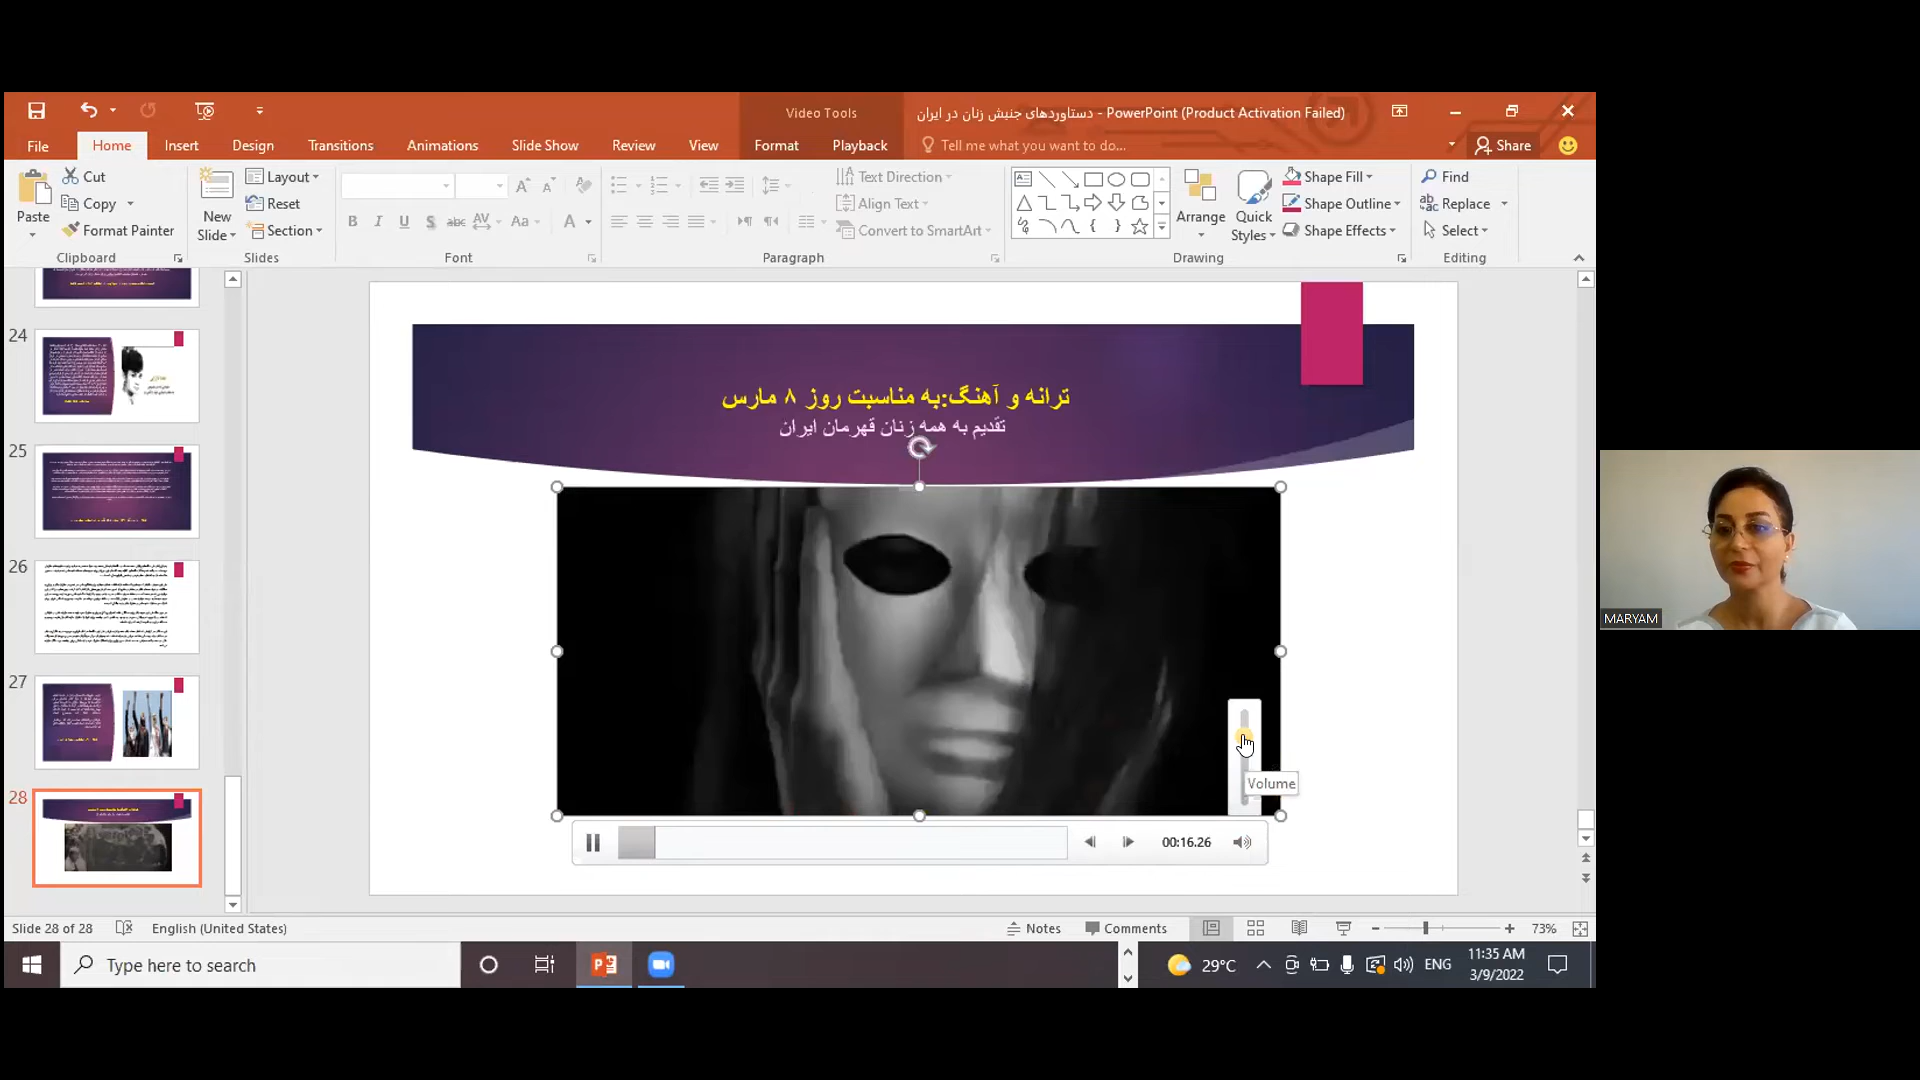 Video Tools
دستاوردهای جنبش زنان در ایران - PowerPoint (Product Activation Failed)
File Home Insert Design Transitions Animations Slide Show Review View Format Playback Tell me what you want to do... Share
Paste Cut Copy Format Painter Clipboard
New Slide Layout Reset Section Slides
B I U S abc AV Aa A Font
Text Direction Align Text Convert to SmartArt Paragraph
Arrange Quick Styles Shape Fill Shape Outline Shape Effects Drawing
Find Replace Select Editing
24
25
26
27
28
ترانه و آهنگ:به مناسبت روز ۸ مارس
تقدیم به همه زنان قهرمان ایران
Volume
00:16.26
MARYAM
Slide 28 of 28 English (United States) Notes Comments 73%
Type here to search
29°C ENG
11:35 AM
3/9/2022